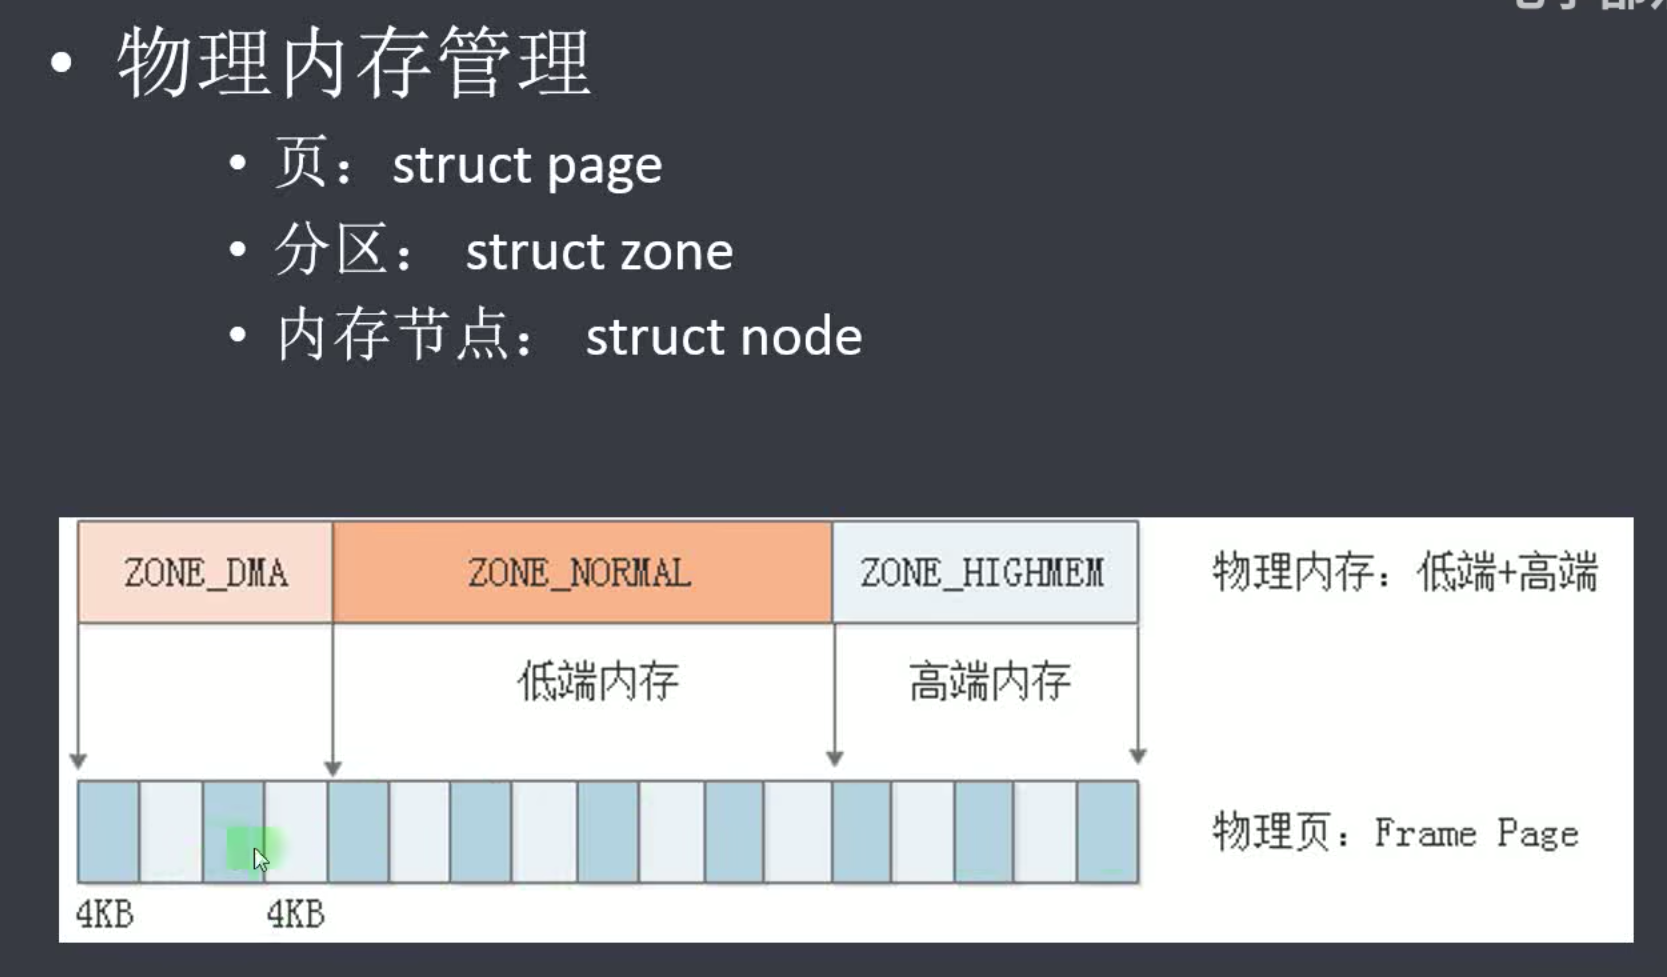 • 物理内存管理
• 页： struct page
• 分区： struct zone
• 内存节点： struct node
ZONE_DMA ZONE_NORMAL ZONE_HIGHMEM 物理内存：低端+高端
低端内存 高端内存
物理页：Frame Page
4KB 4KB